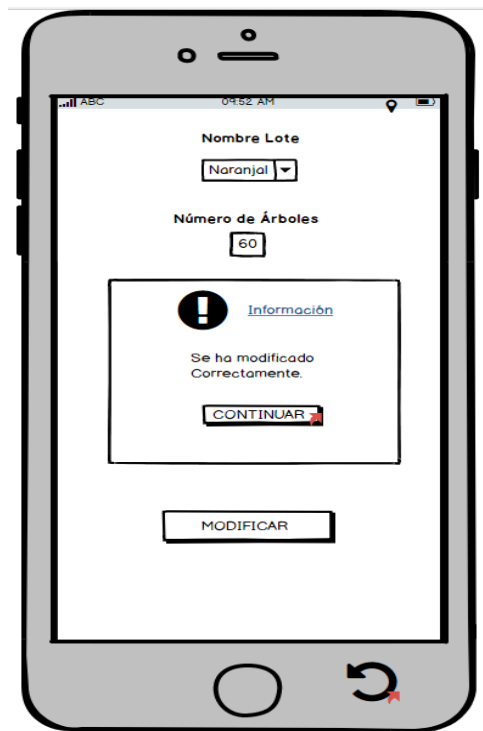 ABC 09:52 AM
Nombre Lote
Naranjal
Número de Árboles
60
Información
Se ha modificado
Correctamente.
CONTINUAR
MODIFICAR